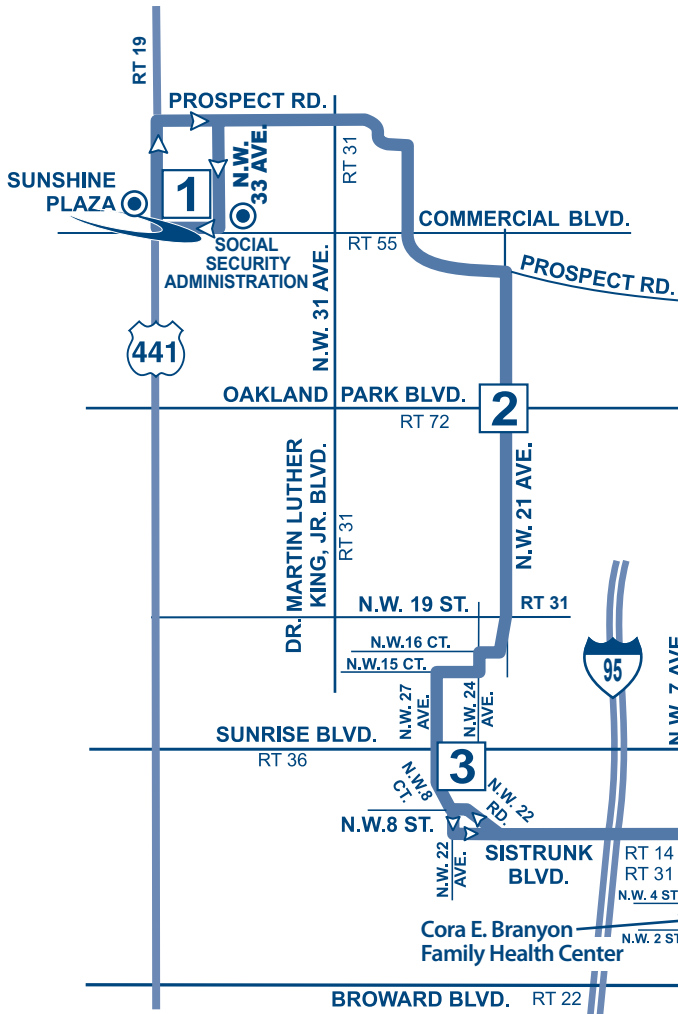 RT 19
PROSPECT RD.
N.W.
33 AVE.
RT 31
SUNSHINE
PLAZA
1
SOCIAL
SECURITY
ADMINISTRATION
COMMERCIAL BLVD.
RT 55
PROSPECT RD.
N.W. 31 AVE.
441
OAKLAND PARK BLVD.
RT 72
2
N.W. 21 AVE.
DR. MARTIN LUTHER
KING, JR. BLVD.
RT 31
N.W. 19 ST.
RT 31
N.W.16 CT.
N.W.15 CT.
N.W. 27
AVE.
N.W. 24
AVE.
95
N.W. 7 AVE
SUNRISE BLVD.
RT 36
3
N.W.8
CT.
N.W. 22
RD.
N.W.8 ST.
N.W. 22
AVE.
SISTRUNK
BLVD.
RT 14
RT 31
N.W. 4 ST
Cora E. Branyon
Family Health Center
N.W. 2 ST
BROWARD BLVD.
RT 22